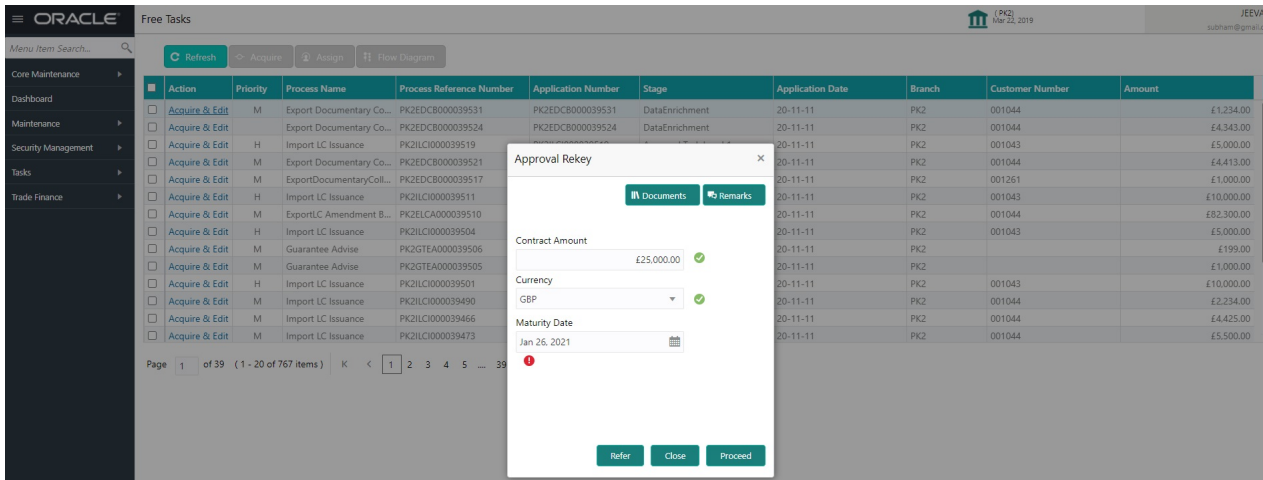 ORACLE
Free Tasks
( PK2)
Mar 22, 2019
JEEVA
subham@gmail.c
Menu Item Search...
Core Maintenance
Dashboard
Maintenance
Security Management
Tasks
Trade Finance
Refresh Acquire Assign Flow Diagram
Action Priority Process Name Process Reference Number Application Number Stage Application Date Branch Customer Number Amount
Acquire & Edit M Export Documentary Co... PK2EDCB000039531 PK2EDCB000039531 DataEnrichment 20-11-11 PK2 001044 £1,234.00
Acquire & Edit Export Documentary Co... PK2EDCB000039524 PK2EDCB000039524 DataEnrichment 20-11-11 PK2 001044 £4,343.00
Acquire & Edit H Import LC Issuance PK2ILCI000039519 20-11-11 PK2 001043 £5,000.00
Acquire & Edit M Export Documentary Co... PK2EDCB000039521 20-11-11 PK2 001044 £4,413.00
Acquire & Edit M ExportDocumentaryColl... PK2EDCB000039517 20-11-11 PK2 001261 £1,000.00
Acquire & Edit H Import LC Issuance PK2ILCI000039511 20-11-11 PK2 001043 £10,000.00
Acquire & Edit M ExportLC Amendment B... PK2ELCA000039510 20-11-11 PK2 001044 £82,300.00
Acquire & Edit H Import LC Issuance PK2ILCI000039504 20-11-11 PK2 001043 £5,000.00
Acquire & Edit M Guarantee Advise PK2GTEA000039506 20-11-11 PK2 £199.00
Acquire & Edit M Guarantee Advise PK2GTEA000039505 20-11-11 PK2 £1,000.00
Acquire & Edit H Import LC Issuance PK2ILCI000039501 20-11-11 PK2 001043 £10,000.00
Acquire & Edit M Import LC Issuance PK2ILCI000039490 20-11-11 PK2 001044 £2,234.00
Acquire & Edit M Import LC Issuance PK2ILCI000039466 20-11-11 PK2 001044 £4,425.00
Acquire & Edit M Import LC Issuance PK2ILCI000039473 20-11-11 PK2 001044 £5,500.00
Page 1 of 39 ( 1 - 20 of 767 items ) 1 2 3 4 5 .... 39
Approval Rekey
Documents Remarks
Contract Amount
£25,000.00
Currency
GBP
Maturity Date
Jan 26, 2021
Refer Close Proceed